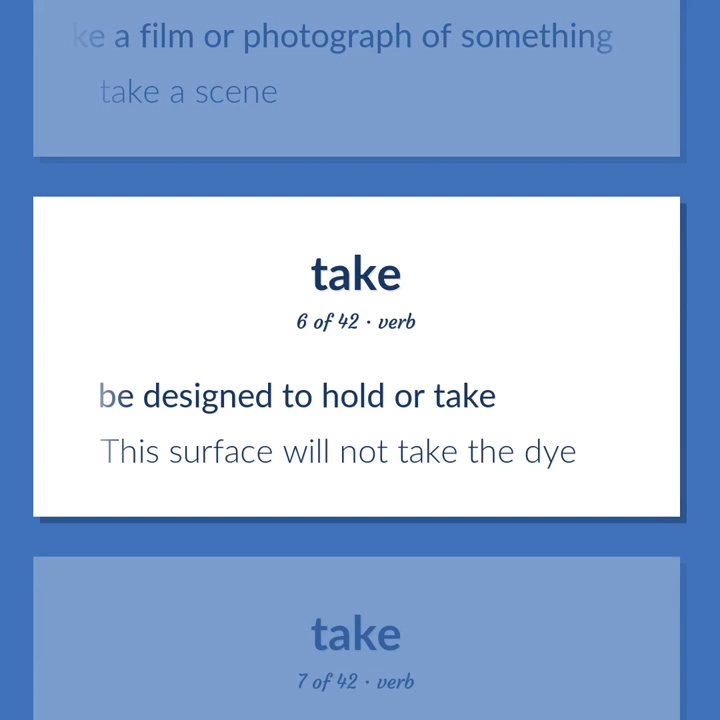 ke a film or photograph of something
take a scene
take
6 of 42 · verb
be designed to hold or take
This surface will not take the dye
take
7 of 42 · verb